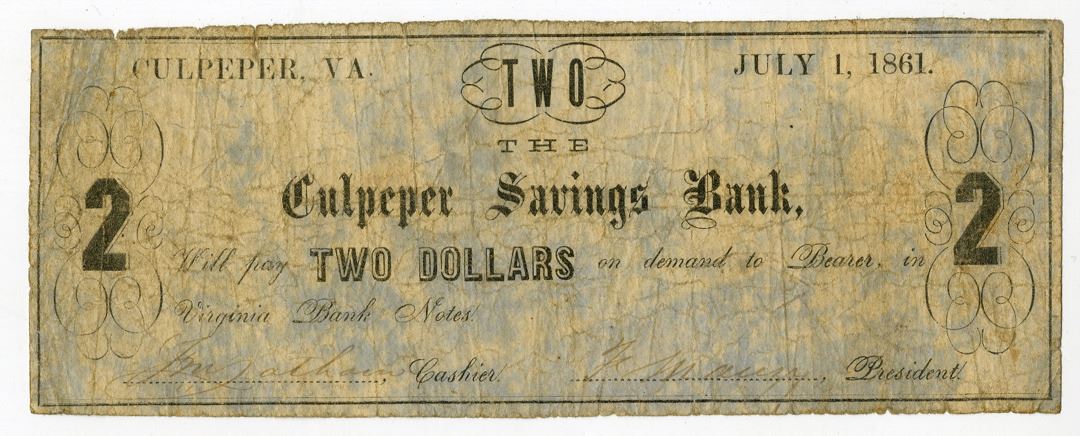 CULPEPER, VA. TWO JULY 1, 1861.
THE
Culpeper Savings Bank,
2 2
Will pay TWO DOLLARS on demand to Bearer, in
Virginia Bank Notes.
Cashier. President.